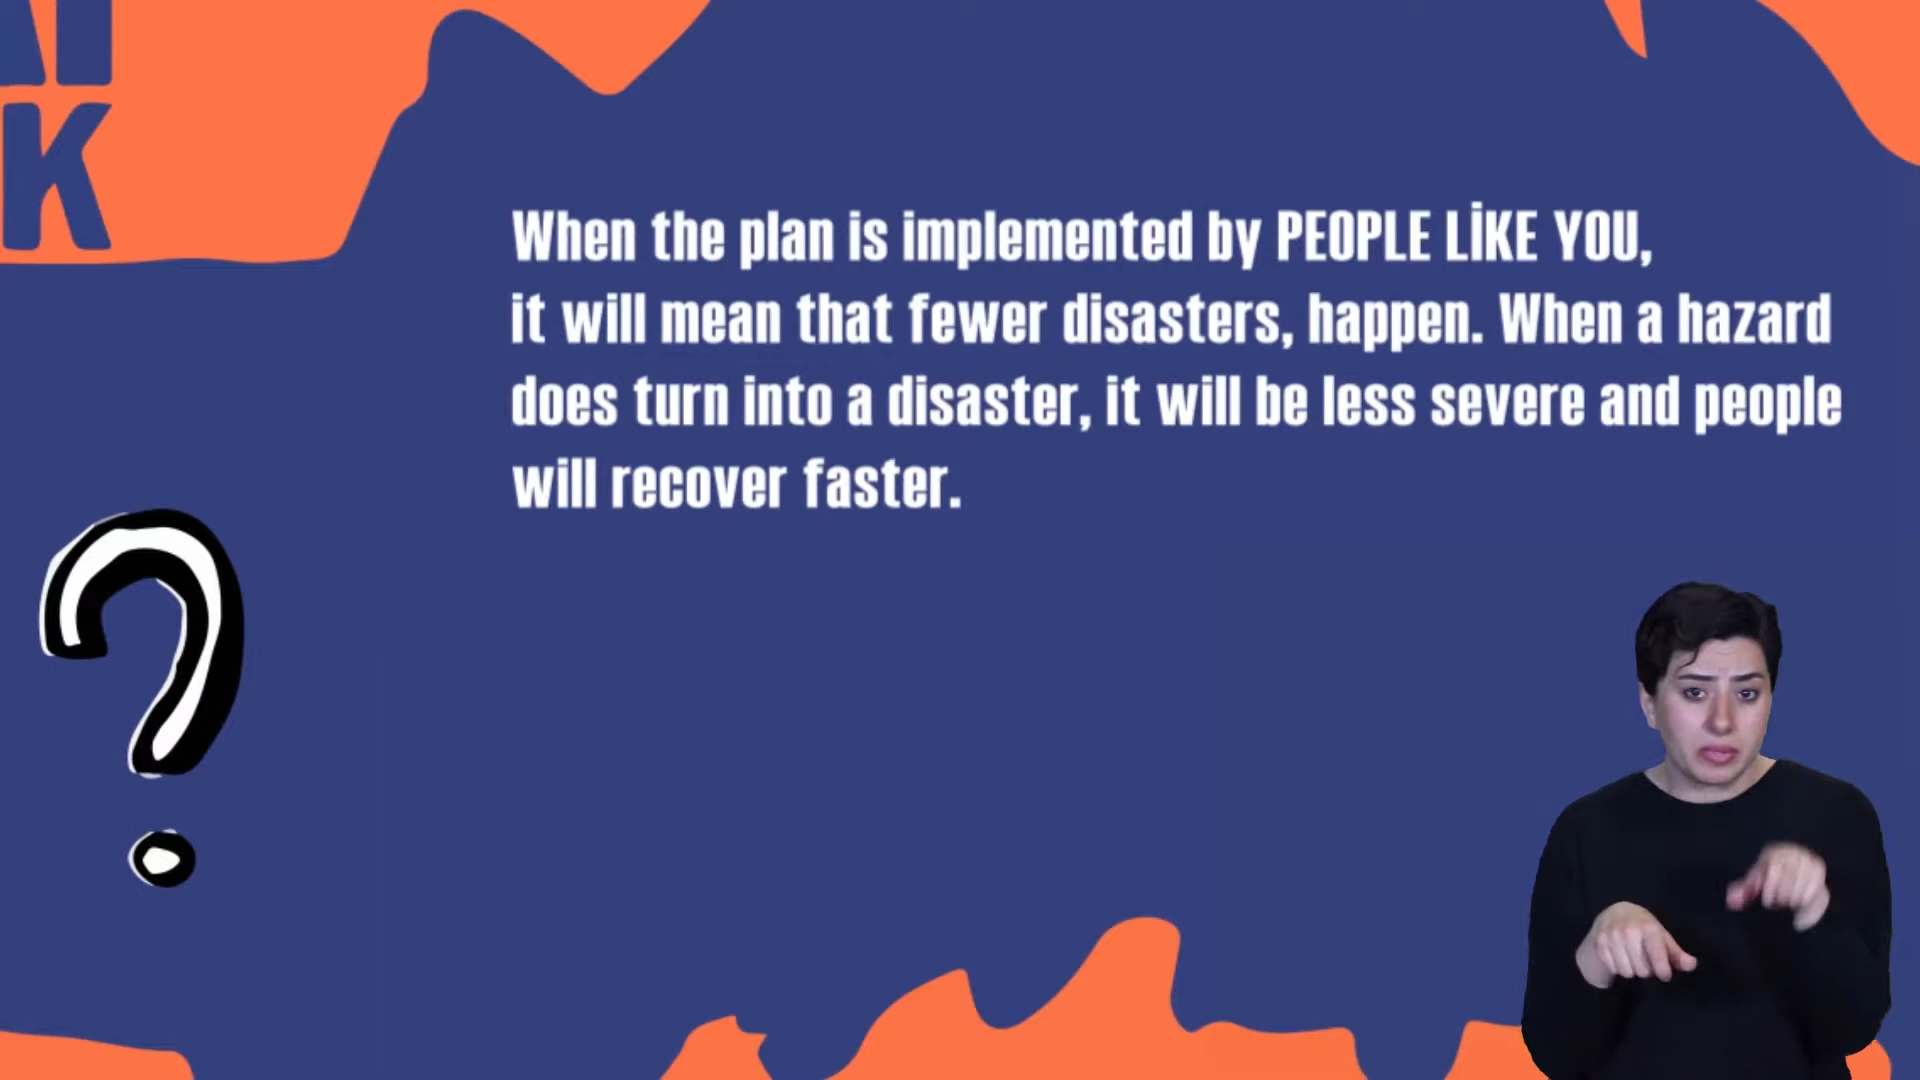 K
When the plan is implemented by PEOPLE LİKE YOU,
it will mean that fewer disasters, happen. When a hazard
does turn into a disaster, it will be less severe and people
will recover faster.
?